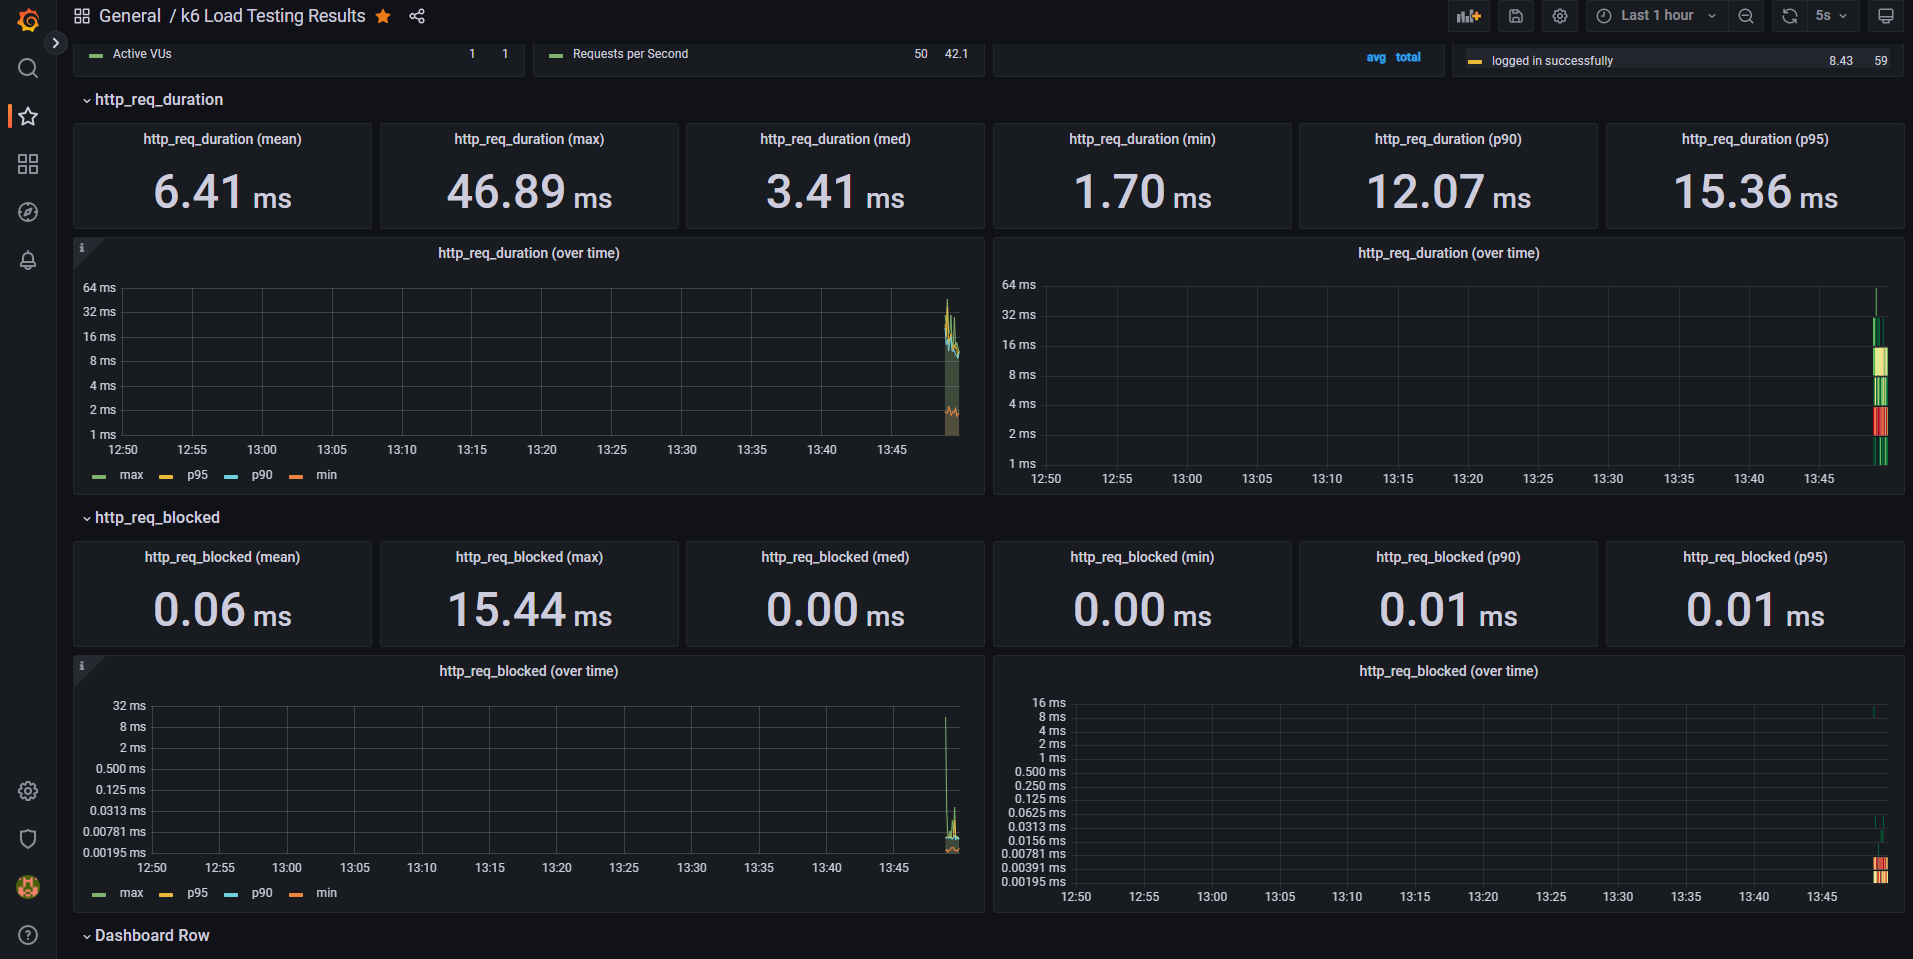 General / k6 Load Testing Results
Last 1 hour
5s
Active VUs 1 1
Requests per Second 50 42.1
avg total
logged in successfully 8.43 59
http_req_duration
http_req_duration (mean)
6.41 ms
http_req_duration (max)
46.89 ms
http_req_duration (med)
3.41 ms
http_req_duration (min)
1.70 ms
http_req_duration (p90)
12.07 ms
http_req_duration (p95)
15.36 ms
i
http_req_duration (over time)
64 ms
32 ms
16 ms
8 ms
4 ms
2 ms
1 ms
12:50 12:55 13:00 13:05 13:10 13:15 13:20 13:25 13:30 13:35 13:40 13:45
max p95 p90 min
http_req_duration (over time)
64 ms
32 ms
16 ms
8 ms
4 ms
2 ms
1 ms
12:50 12:55 13:00 13:05 13:10 13:15 13:20 13:25 13:30 13:35 13:40 13:45
http_req_blocked
http_req_blocked (mean)
0.06 ms
http_req_blocked (max)
15.44 ms
http_req_blocked (med)
0.00 ms
http_req_blocked (min)
0.00 ms
http_req_blocked (p90)
0.01 ms
http_req_blocked (p95)
0.01 ms
i
http_req_blocked (over time)
32 ms
8 ms
2 ms
0.500 ms
0.125 ms
0.0313 ms
0.00781 ms
0.00195 ms
12:50 12:55 13:00 13:05 13:10 13:15 13:20 13:25 13:30 13:35 13:40 13:45
max p95 p90 min
http_req_blocked (over time)
16 ms
8 ms
4 ms
2 ms
1 ms
0.500 ms
0.250 ms
0.125 ms
0.0625 ms
0.0313 ms
0.0156 ms
0.00781 ms
0.00391 ms
0.00195 ms
12:50 12:55 13:00 13:05 13:10 13:15 13:20 13:25 13:30 13:35 13:40 13:45
Dashboard Row